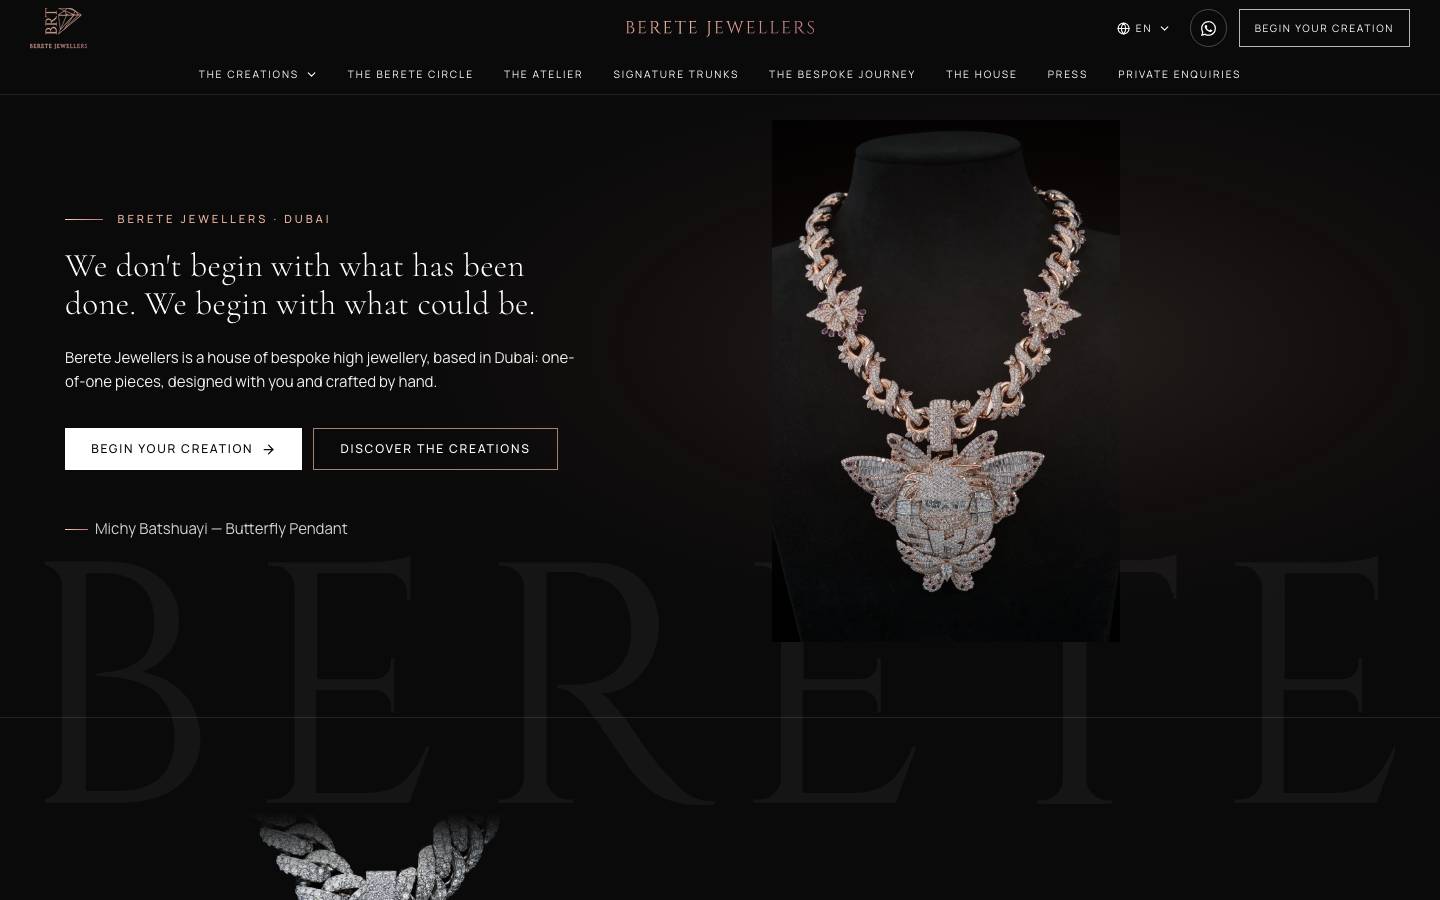 BRT
BERETE JEWELLERS
BERETE JEWELLERS
EN
BEGIN YOUR CREATION
THE CREATIONS
THE BERETE CIRCLE
THE ATELIER
SIGNATURE TRUNKS
THE BESPOKE JOURNEY
THE HOUSE
PRESS
PRIVATE ENQUIRIES
BERETE JEWELLERS · DUBAI
We don't begin with what has been
done. We begin with what could be.
Berete Jewellers is a house of bespoke high jewellery, based in Dubai: one-
of-one pieces, designed with you and crafted by hand.
BEGIN YOUR CREATION
DISCOVER THE CREATIONS
Michy Batshuayi — Butterfly Pendant
BERETE